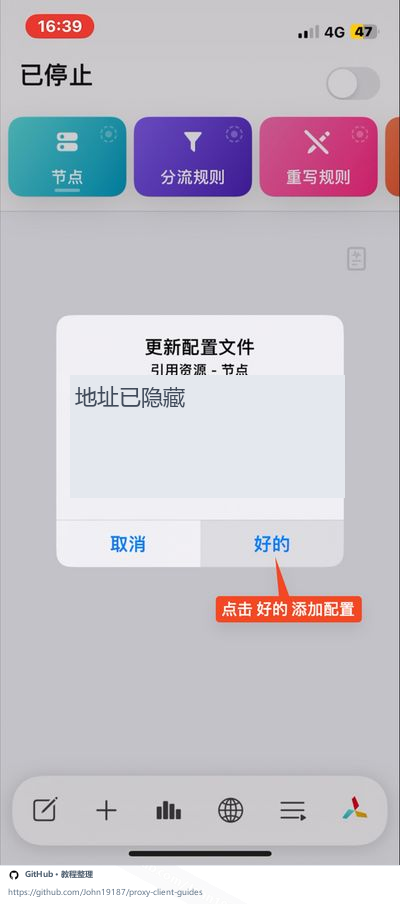 16:39
4G 47
已停止
节点 分流规则 重写规则
更新配置文件
引用资源 - 节点
地址已隐藏
取消 好的
点击 好的 添加配置
GitHub • 教程整理
https://github.com/John19187/proxy-client-guides